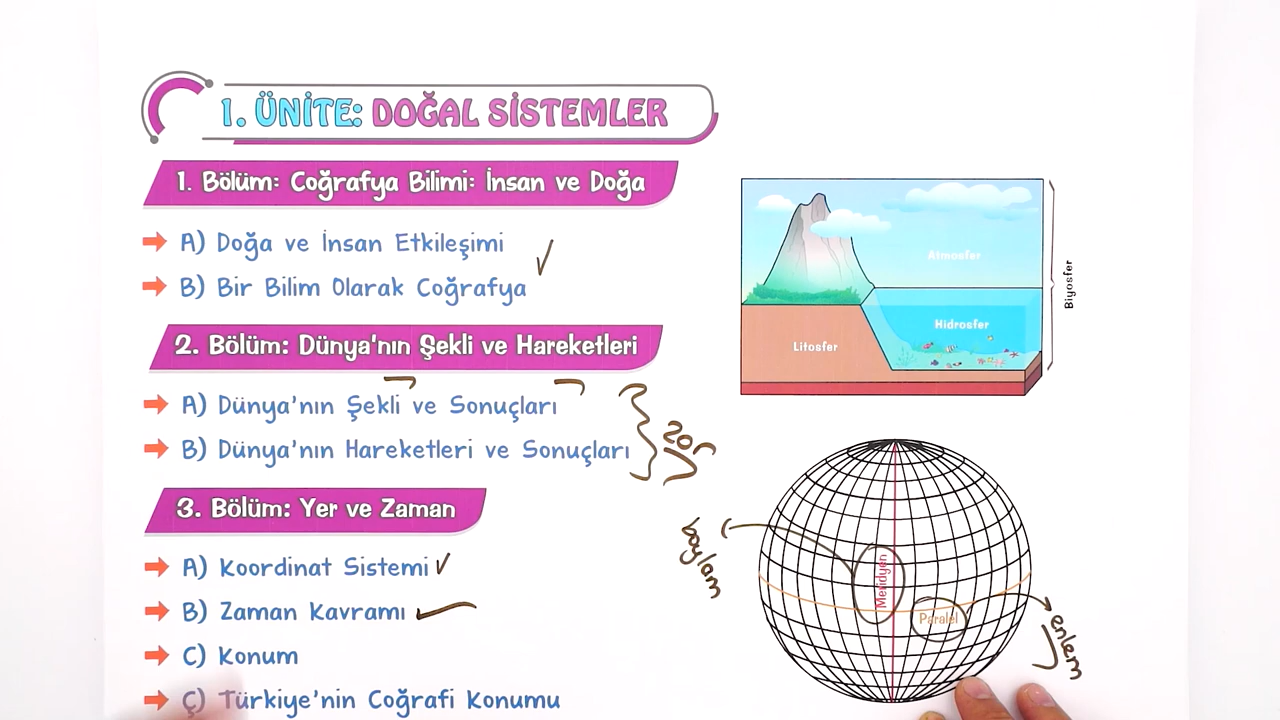 1. ÜNİTE: DOĞAL SİSTEMLER
1. Bölüm: Coğrafya Bilimi: İnsan ve Doğa
A) Doğa ve İnsan Etkileşimi
B) Bir Bilim Olarak Coğrafya
2. Bölüm: Dünya'nın Şekli ve Hareketleri
A) Dünya'nın Şekli ve Sonuçları
B) Dünya'nın Hareketleri ve Sonuçları
zor
3. Bölüm: Yer ve Zaman
A) Koordinat Sistemi
B) Zaman Kavramı
C) Konum
Ç) Türkiye'nin Coğrafi Konumu
Atmosfer
Hidrosfer
Litosfer
Biyosfer
boylam
Meridyen
Paralel
enlem